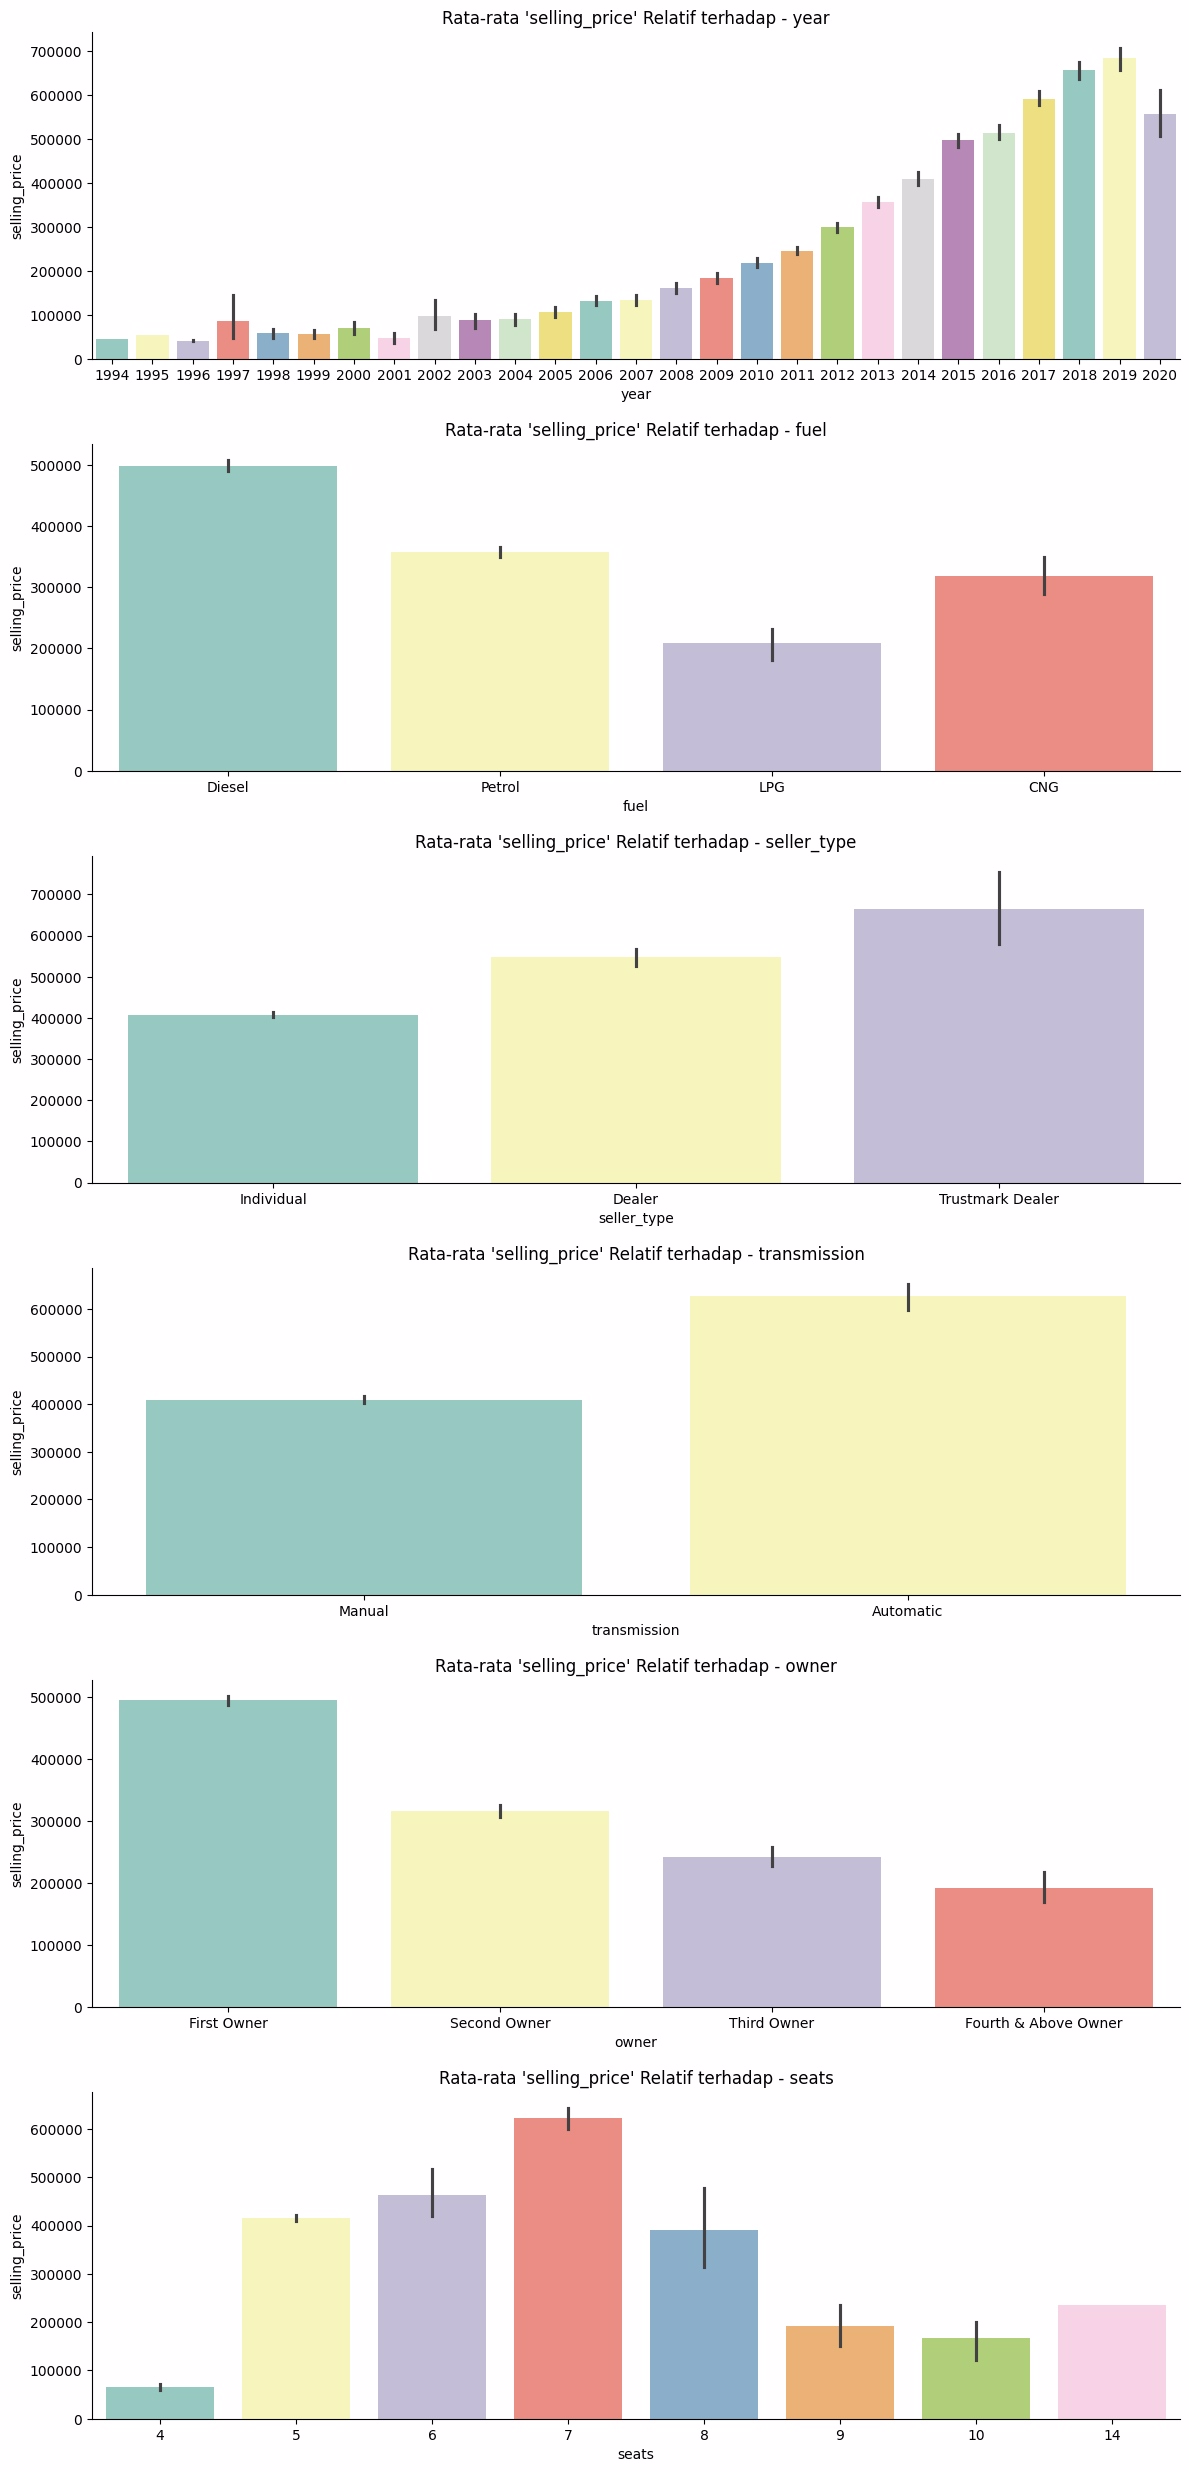 Rata-rata 'selling_price' Relatif terhadap - year
selling_price
700000
600000
500000
400000
300000
200000
100000
0
1994 1995 1996 1997 1998 1999 2000 2001 2002 2003 2004 2005 2006 2007 2008 2009 2010 2011 2012 2013 2014 2015 2016 2017 2018 2019 2020
year
Rata-rata 'selling_price' Relatif terhadap - fuel
selling_price
500000
400000
300000
200000
100000
0
Diesel Petrol LPG CNG
fuel
Rata-rata 'selling_price' Relatif terhadap - seller_type
selling_price
700000
600000
500000
400000
300000
200000
100000
0
Individual Dealer Trustmark Dealer
seller_type
Rata-rata 'selling_price' Relatif terhadap - transmission
selling_price
600000
500000
400000
300000
200000
100000
0
Manual Automatic
transmission
Rata-rata 'selling_price' Relatif terhadap - owner
selling_price
500000
400000
300000
200000
100000
0
First Owner Second Owner Third Owner Fourth & Above Owner
owner
Rata-rata 'selling_price' Relatif terhadap - seats
selling_price
600000
500000
400000
300000
200000
100000
0
4 5 6 7 8 9 10 14
seats